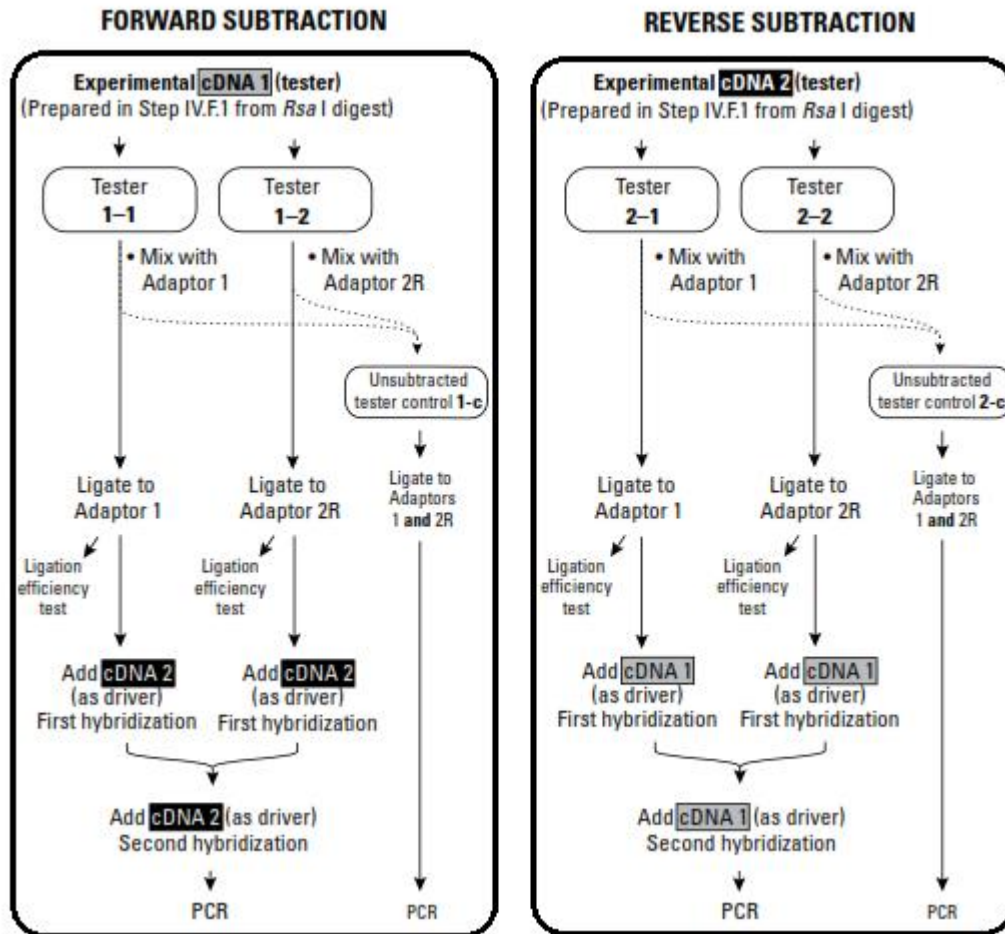 FORWARD SUBTRACTION
Experimental cDNA 1 (tester)
(Prepared in Step IV.F.1 from Rsa I digest)
Tester
1–1
Tester
1–2
• Mix with
Adaptor 1
• Mix with
Adaptor 2R
Unsubtracted
tester control 1-c
Ligate to
Adaptor 1
Ligate to
Adaptor 2R
Ligate to
Adaptors
1 and 2R
Ligation
efficiency
test
Ligation
efficiency
test
Add cDNA 2
(as driver)
First hybridization
Add cDNA 2
(as driver)
First hybridization
Add cDNA 2 (as driver)
Second hybridization
PCR
PCR
REVERSE SUBTRACTION
Experimental cDNA 2 (tester)
(Prepared in Step IV.F.1 from Rsa I digest)
Tester
2–1
Tester
2–2
• Mix with
Adaptor 1
• Mix with
Adaptor 2R
Unsubtracted
tester control 2-c
Ligate to
Adaptor 1
Ligate to
Adaptor 2R
Ligate to
Adaptors
1 and 2R
Ligation
efficiency
test
Ligation
efficiency
test
Add cDNA 1
(as driver)
First hybridization
Add cDNA 1
(as driver)
First hybridization
Add cDNA 1 (as driver)
Second hybridization
PCR
PCR